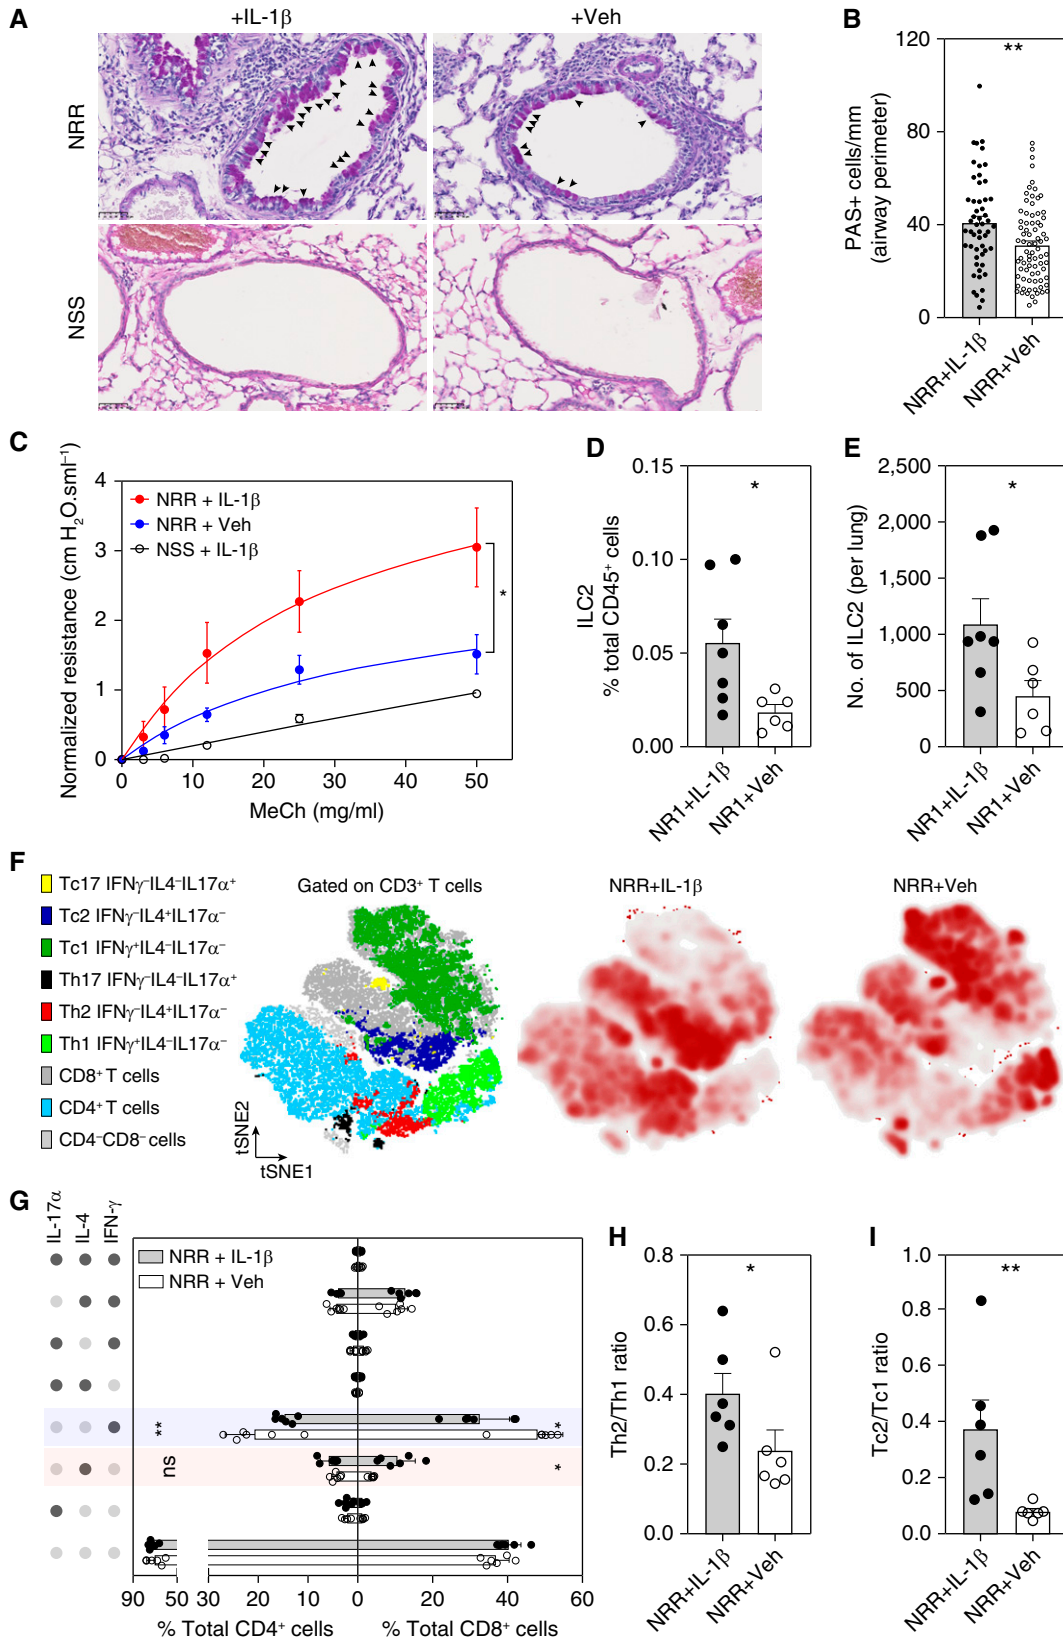 A
+IL-1β
+Veh
NRR
NSS
B
PAS+ cells/mm
(airway perimeter)
120
80
40
0
**
NRR+IL-1β
NRR+Veh
C
Normalized resistance (cm H₂O.sml⁻¹)
4
3
2
1
0
NRR + IL-1β
NRR + Veh
NSS + IL-1β
*
0
10
20
30
40
50
MeCh (mg/ml)
D
ILC2
% total CD45⁺ cells
0.15
0.10
0.05
0.00
*
NR1+IL-1β
NR1+Veh
E
No. of ILC2 (per lung)
2,500
2,000
1,500
1,000
500
0
*
NR1+IL-1β
NR1+Veh
F
Tc17 IFNγ⁻IL4⁻IL17α⁺
Tc2 IFNγ⁻IL4⁺IL17α⁻
Tc1 IFNγ⁺IL4⁻IL17α⁻
Th17 IFNγ⁻IL4⁻IL17α⁺
Th2 IFNγ⁻IL4⁺IL17α⁻
Th1 IFNγ⁺IL4⁻IL17α⁻
CD8⁺ T cells
CD4⁺ T cells
CD4⁻CD8⁻ cells
Gated on CD3⁺ T cells
NRR+IL-1β
NRR+Veh
tSNE2
tSNE1
G
IL-17α
IL-4
IFN-γ
NRR + IL-1β
NRR + Veh
**
*
ns
*
90
50
30
20
10
0
20
40
60
% Total CD4⁺ cells
% Total CD8⁺ cells
H
Th2/Th1 ratio
0.8
0.6
0.4
0.2
0.0
*
NRR+IL-1β
NRR+Veh
I
Tc2/Tc1 ratio
1.0
0.8
0.6
0.4
0.2
0.0
**
NRR+IL-1β
NRR+Veh